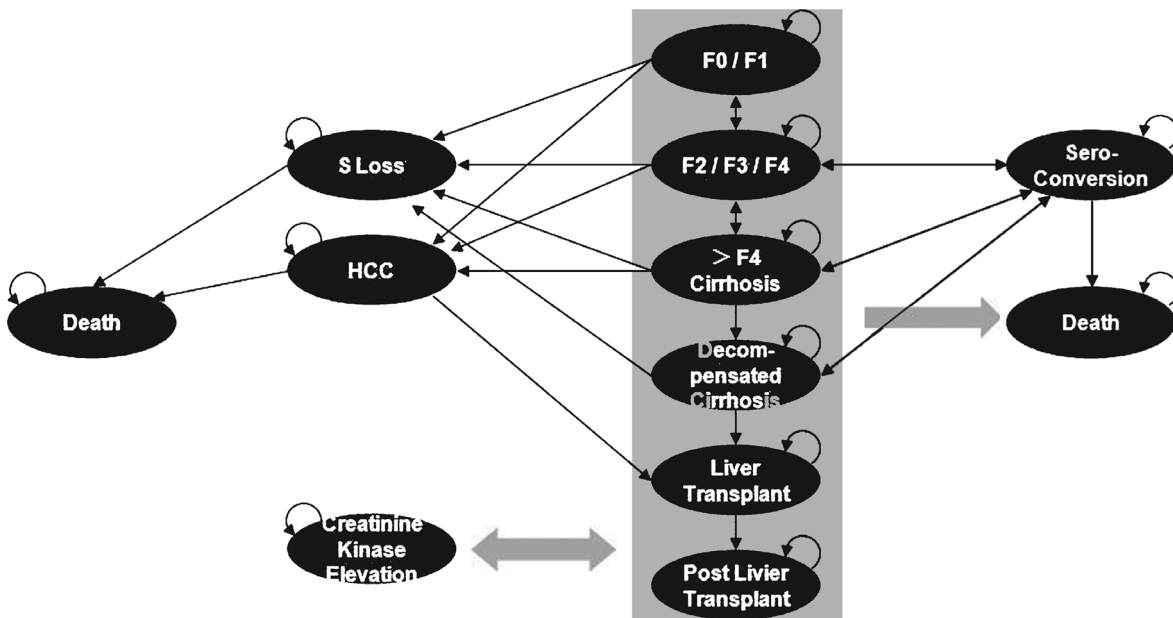 F0 / F1
S Loss
F2 / F3 / F4
Sero-
Conversion
HCC
> F4
Cirrhosis
Death
Death
Decom-
pensated
Cirrhosis
Liver
Transplant
Creatinine
Kinase
Elevation
Post Livier
Transplant